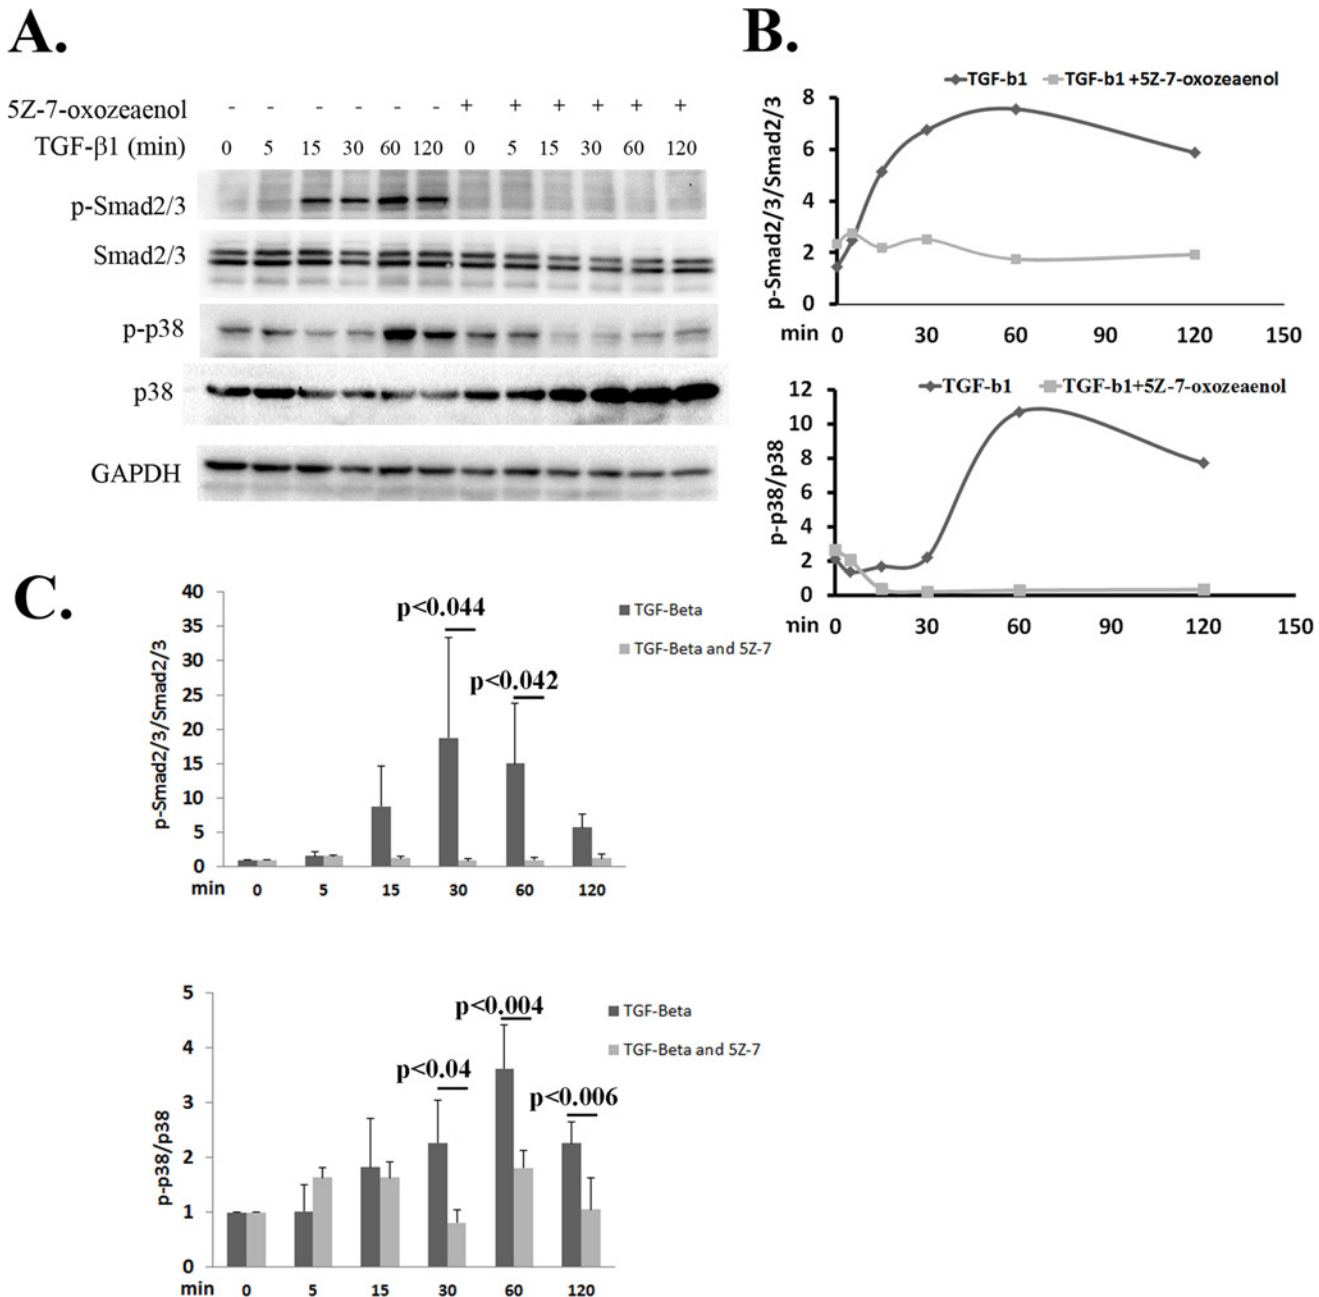 A.
5Z-7-oxozeaenol - - - - - - + + + + + +
TGF-β1 (min) 0 5 15 30 60 120 0 5 15 30 60 120
p-Smad2/3
Smad2/3
p-p38
p38
GAPDH
B.
TGF-b1 TGF-b1 +5Z-7-oxozeaenol
p-Smad2/3/Smad2/3
8
6
4
2
0
min 0 30 60 90 120 150
TGF-b1 TGF-b1+5Z-7-oxozeaenol
p-p38/p38
12
10
8
6
4
2
0
min 0 30 60 90 120 150
C.
p-Smad2/3/Smad2/3
40
35
30
25
20
15
10
5
0
p<0.044
p<0.042
TGF-Beta
TGF-Beta and 5Z-7
min 0 5 15 30 60 120
p-p38/p38
5
4
3
2
1
0
p<0.004
p<0.04
p<0.006
TGF-Beta
TGF-Beta and 5Z-7
min 0 5 15 30 60 120